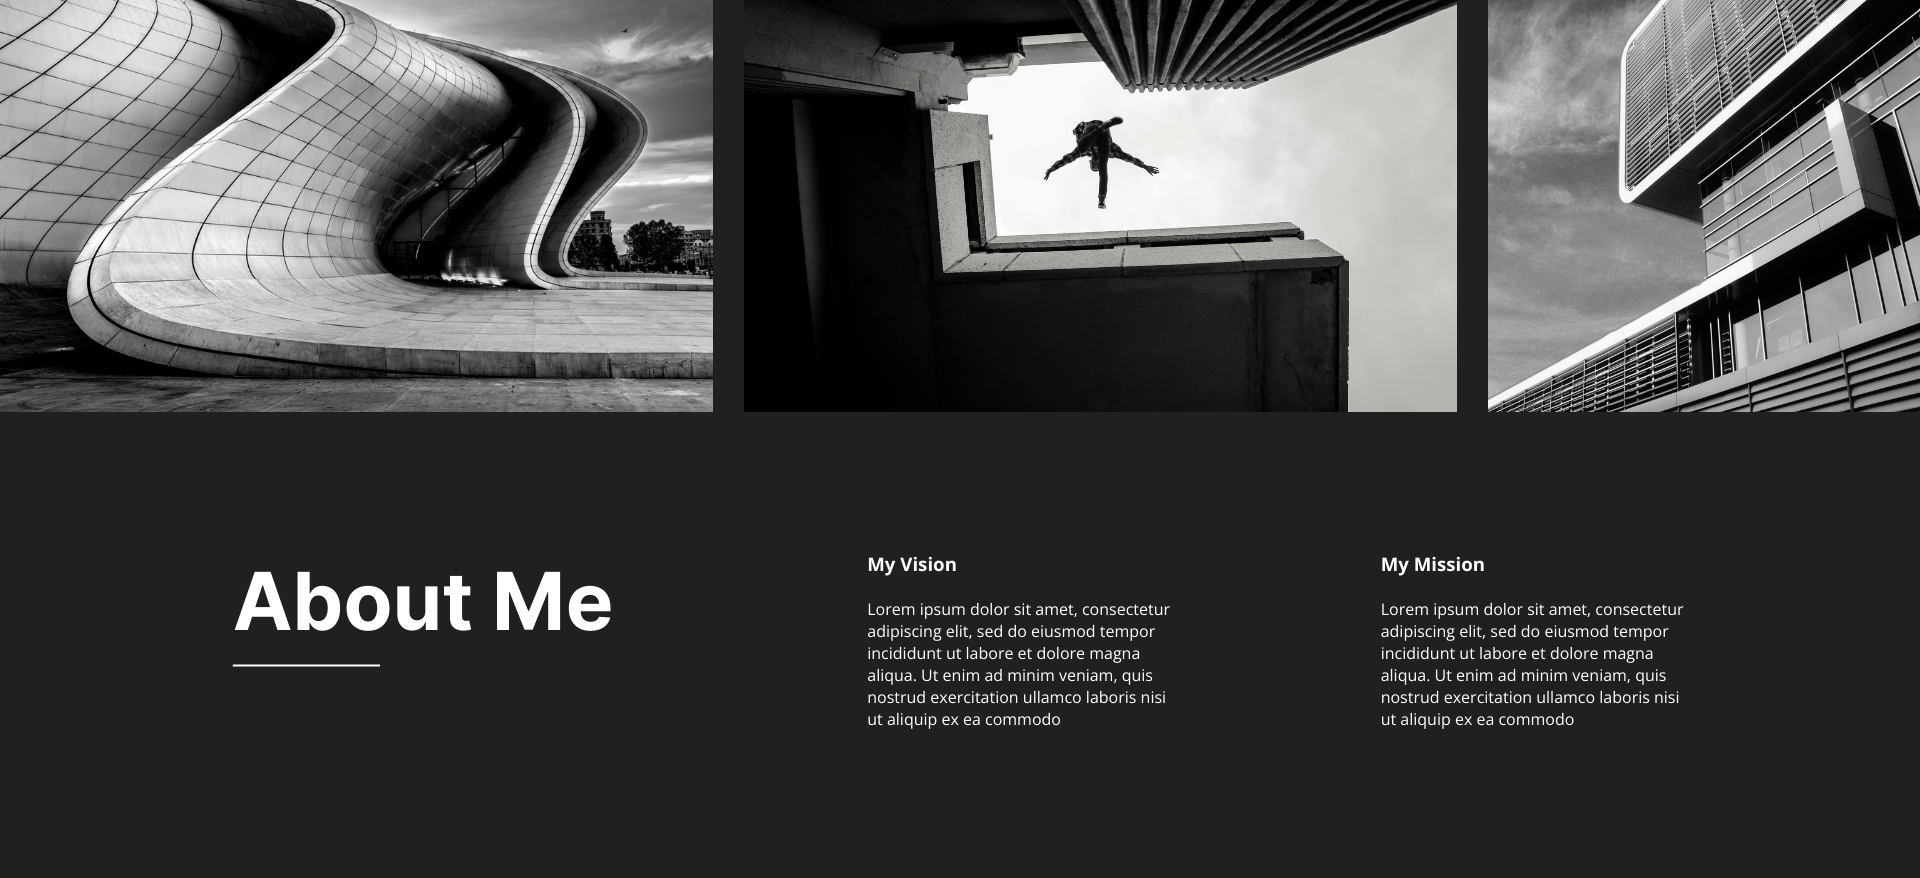 About Me
My Vision
Lorem ipsum dolor sit amet, consectetur
adipiscing elit, sed do eiusmod tempor
incididunt ut labore et dolore magna
aliqua. Ut enim ad minim veniam, quis
nostrud exercitation ullamco laboris nisi
ut aliquip ex ea commodo
My Mission
Lorem ipsum dolor sit amet, consectetur
adipiscing elit, sed do eiusmod tempor
incididunt ut labore et dolore magna
aliqua. Ut enim ad minim veniam, quis
nostrud exercitation ullamco laboris nisi
ut aliquip ex ea commodo